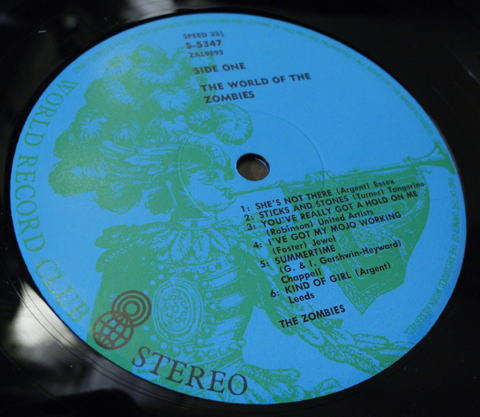 SPEED 33⅓
S-5347
SIDE ONE
THE WORLD OF THE
ZOMBIES
1: SHE'S NOT THERE (Argent) Essex
2: STICKS AND STONES (Turner) Tangerine
3: YOU'VE REALLY GOT A HOLD ON ME
(Robinson) United Artists
4: I'VE GOT MY MOJO WORKING
(Foster) Jewel
5: SUMMERTIME
(G. & I. Gershwin-Heyward)
Chappell
6: KIND OF GIRL (Argent)
Leeds
THE ZOMBIES
WORLD RECORD CLUB
STEREO